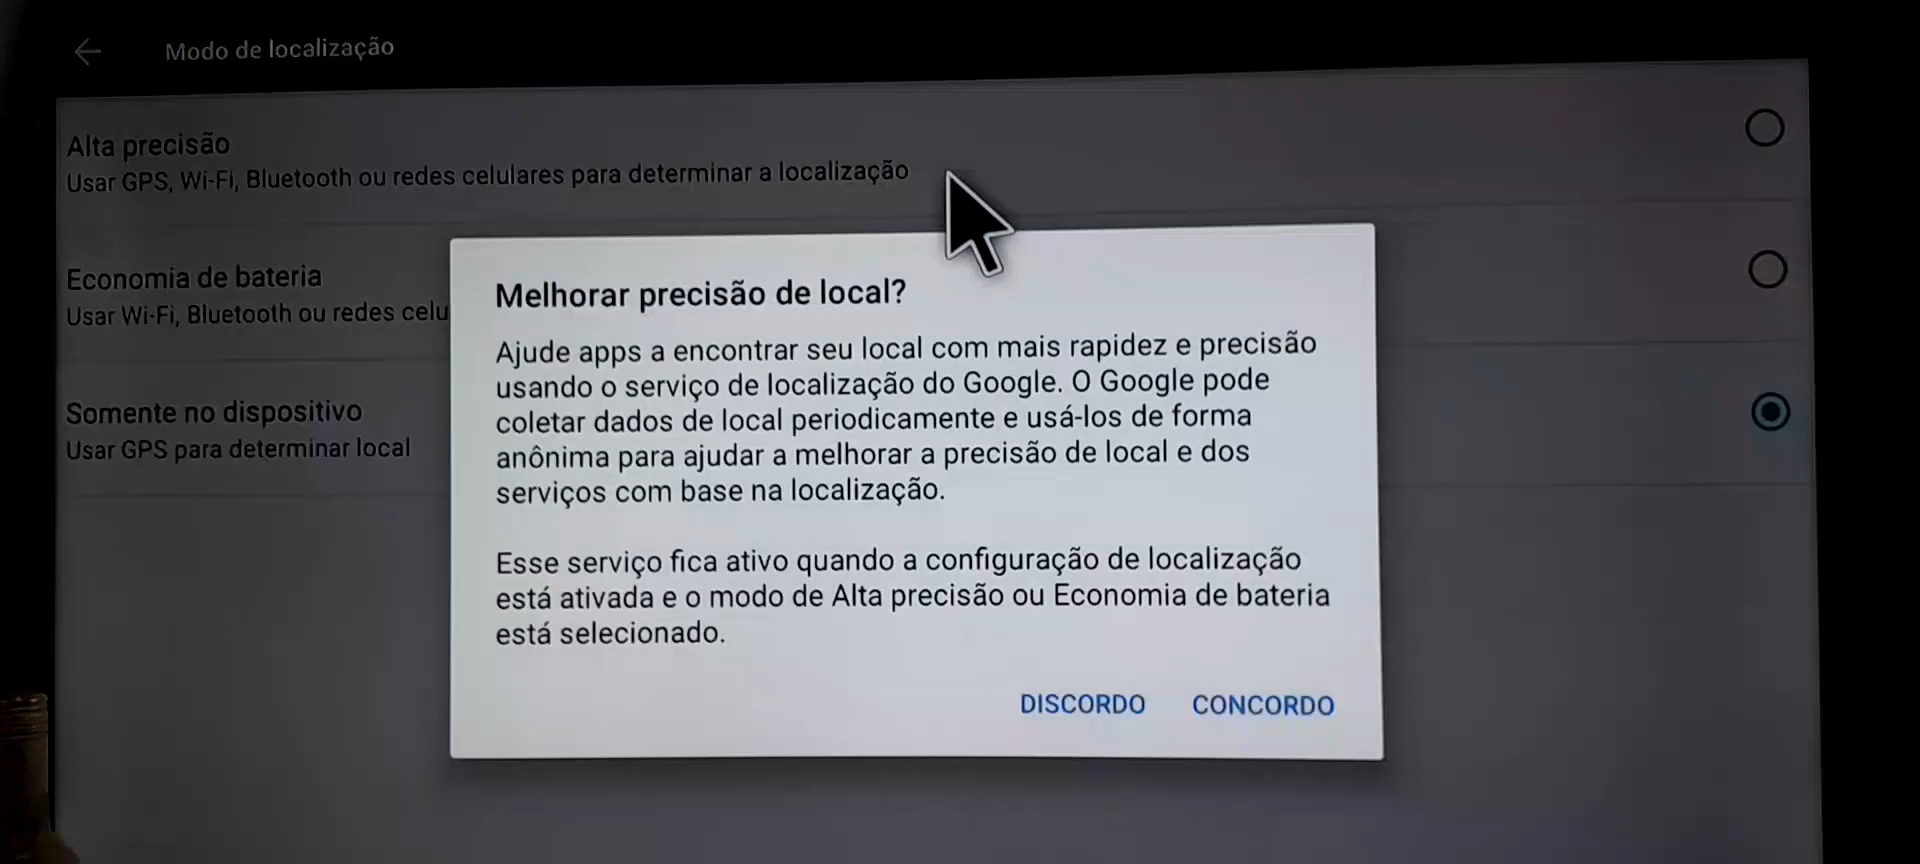 Modo de localização
Alta precisão
Usar GPS, Wi-Fi, Bluetooth ou redes celulares para determinar a localização
Economia de bateria
Usar Wi-Fi, Bluetooth ou redes celu
Somente no dispositivo
Usar GPS para determinar local
Melhorar precisão de local?
Ajude apps a encontrar seu local com mais rapidez e precisão
usando o serviço de localização do Google. O Google pode
coletar dados de local periodicamente e usá-los de forma
anônima para ajudar a melhorar a precisão de local e dos
serviços com base na localização.
Esse serviço fica ativo quando a configuração de localização
está ativada e o modo de Alta precisão ou Economia de bateria
está selecionado.
DISCORDO CONCORDO